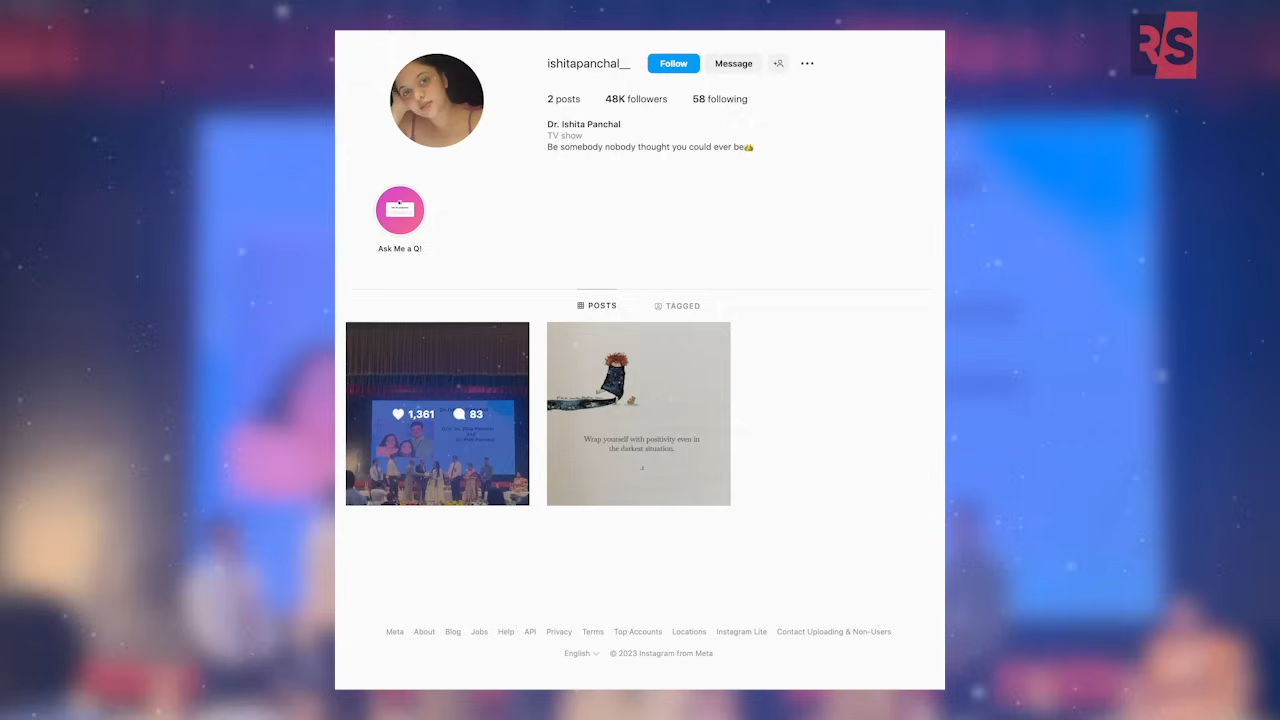 RS
ishitapanchal__ Follow Message
2 posts 48K followers 58 following
Dr. Ishita Panchal
TV show
Be somebody nobody thought you could ever be
Ask Me a Q!
POSTS TAGGED
1,361 83
Wrap yourself with positivity even in
the darkest situation.
Meta About Blog Jobs Help API Privacy Terms Top Accounts Locations Instagram Lite Contact Uploading & Non-Users
English © 2023 Instagram from Meta